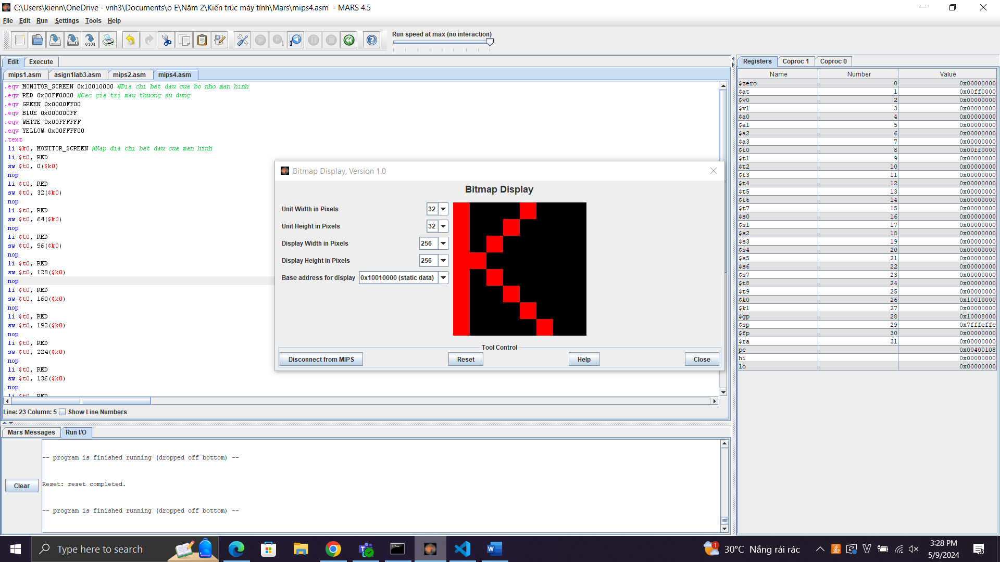 C:\Users\kienn\OneDrive - vnh3\Documents\o E\Năm 2\Kiến trúc máy tính\Mars\mips4.asm - MARS 4.5
File Edit Run Settings Tools Help
Run speed at max (no interaction)
Edit Execute
mips1.asm asign1lab3.asm mips2.asm mips4.asm
.eqv MONITOR_SCREEN 0x10010000 #Dia chi bat dau cua bo nho man hinh
.eqv RED 0x00FF0000 #Cac gia tri mau thuong su dung
.eqv GREEN 0x0000FF00
.eqv BLUE 0x000000FF
.eqv WHITE 0x00FFFFFF
.eqv YELLOW 0x00FFFF00
.text
li $k0, MONITOR_SCREEN #Nap dia chi bat dau cua man hinh
li $t0, RED
sw $t0, 0($k0)
nop
li $t0, RED
sw $t0, 32($k0)
nop
li $t0, RED
sw $t0, 64($k0)
nop
li $t0, RED
sw $t0, 96($k0)
nop
li $t0, RED
sw $t0, 128($k0)
nop
li $t0, RED
sw $t0, 160($k0)
nop
li $t0, RED
sw $t0, 192($k0)
nop
li $t0, RED
sw $t0, 224($k0)
nop
li $t0, RED
sw $t0, 136($k0)
nop
li $t0, RED
Line: 23 Column: 5 Show Line Numbers
Bitmap Display, Version 1.0
Bitmap Display
Unit Width in Pixels 32
Unit Height in Pixels 32
Display Width in Pixels 256
Display Height in Pixels 256
Base address for display 0x10010000 (static data)
Tool Control
Disconnect from MIPS Reset Help Close
Mars Messages Run I/O
-- program is finished running (dropped off bottom) --
Reset: reset completed.
-- program is finished running (dropped off bottom) --
Clear
Registers Coproc 1 Coproc 0
Name Number Value
$zero 0 0x00000000
$at 1 0x00ff0000
$v0 2 0x00000000
$v1 3 0x00000000
$a0 4 0x00000000
$a1 5 0x00000000
$a2 6 0x00000000
$a3 7 0x00000000
$t0 8 0x00ff0000
$t1 9 0x00000000
$t2 10 0x00000000
$t3 11 0x00000000
$t4 12 0x00000000
$t5 13 0x00000000
$t6 14 0x00000000
$t7 15 0x00000000
$s0 16 0x00000000
$s1 17 0x00000000
$s2 18 0x00000000
$s3 19 0x00000000
$s4 20 0x00000000
$s5 21 0x00000000
$s6 22 0x00000000
$s7 23 0x00000000
$t8 24 0x00000000
$t9 25 0x00000000
$k0 26 0x10010000
$k1 27 0x00000000
$gp 28 0x10008000
$sp 29 0x7fffeffc
$fp 30 0x00000000
$ra 31 0x00000000
pc 0x00400108
hi 0x00000000
lo 0x00000000
Type here to search
30°C Nắng rải rác
3:28 PM
5/9/2024